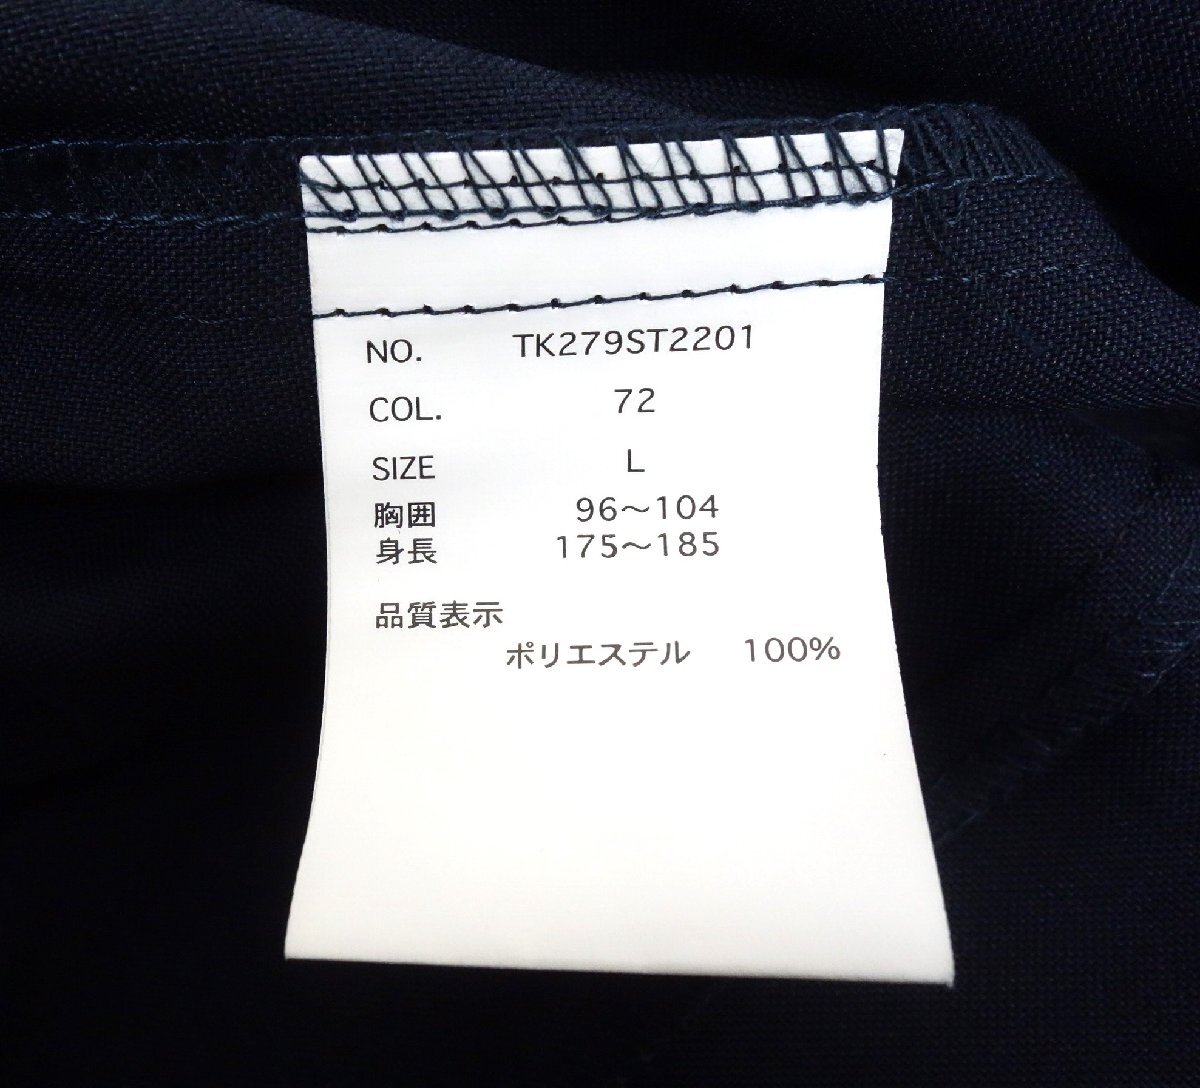 NO. TK279ST2201
COL. 72
SIZE L
胸囲 96～104
身長 175～185
品質表示
ポリエステル 100%